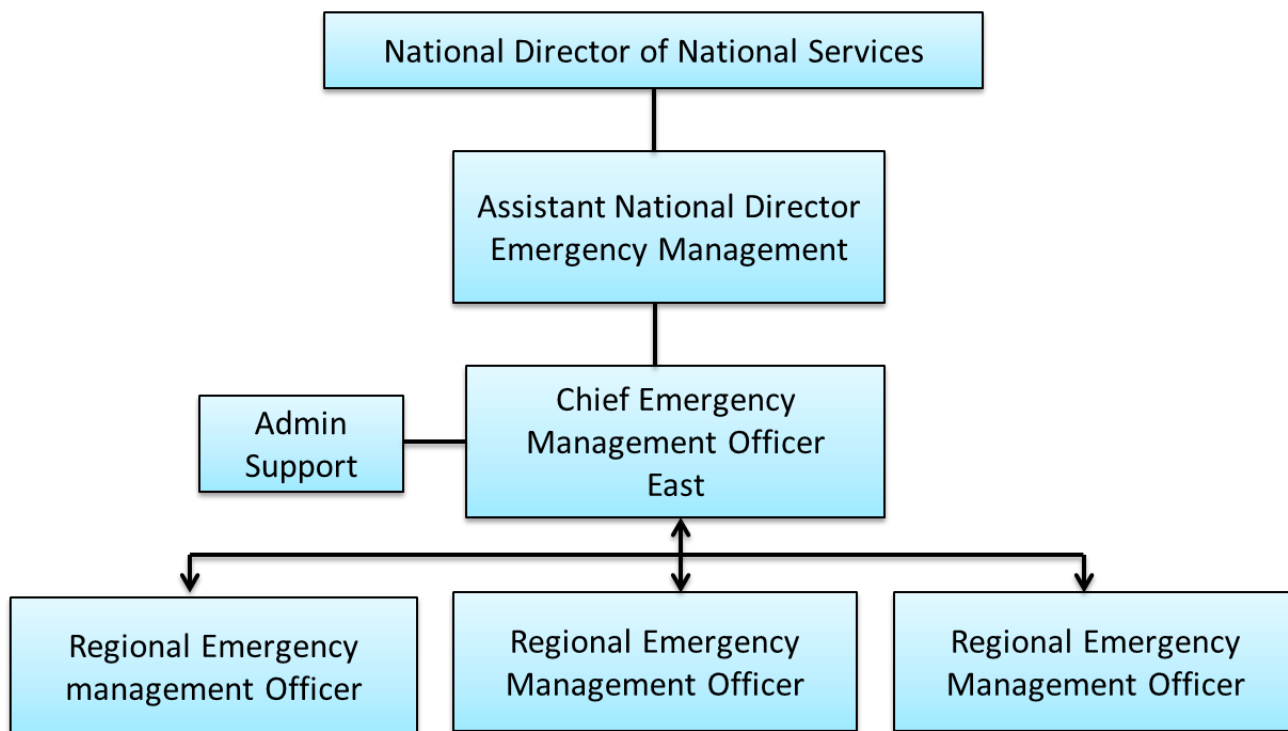 National Director of National Services
Assistant National Director
Emergency Management
Admin
Support
Chief Emergency
Management Officer
East
Regional Emergency
management Officer
Regional Emergency
Management Officer
Regional Emergency
Management Officer